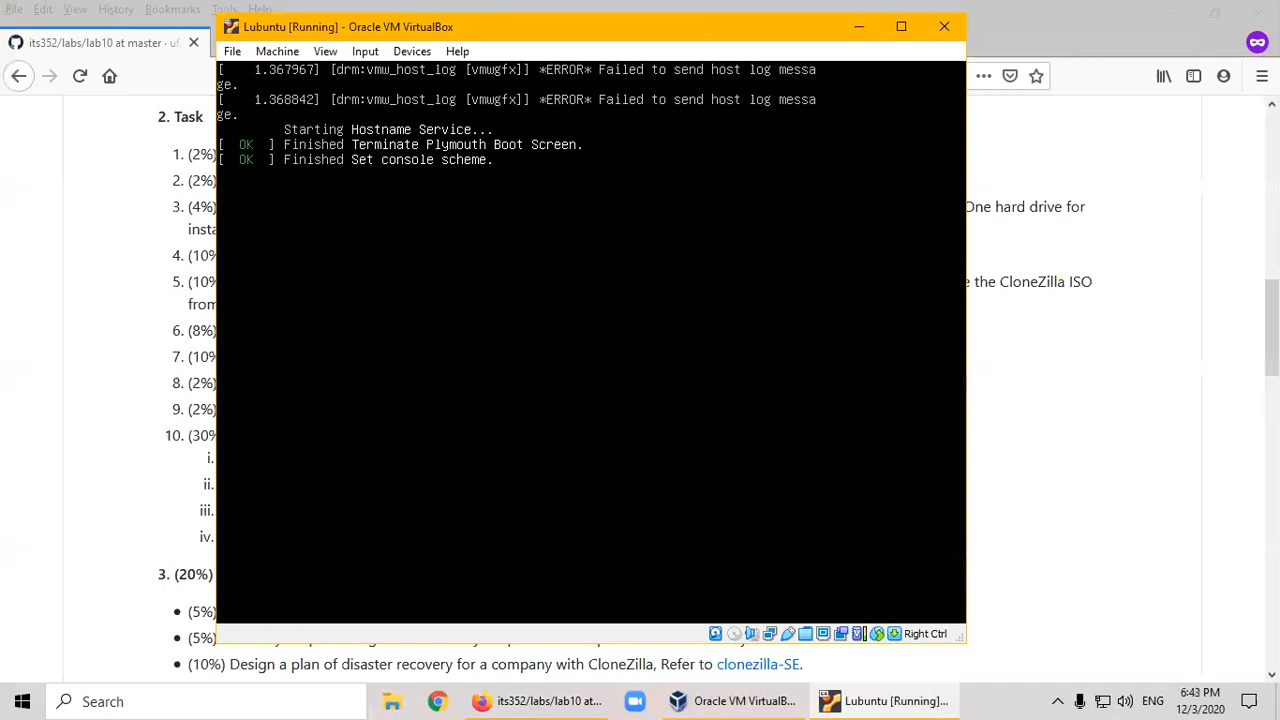 File Edit View History Bookmarks
Lubuntu [Running] - Oracle VM VirtualBox
its352/labs/lab10 at master · uf
File Machine View Input Devices Help
[    1.367967] [drm:vmw_host_log [vmwgfx]] *ERROR* Failed to send host log messa
ge.
[    1.368842] [drm:vmw_host_log [vmwgfx]] *ERROR* Failed to send host log messa
ge.
Starting Hostname Service...
[  OK  ] Finished Terminate Plymouth Boot Screen.
[  OK  ] Finished Set console scheme.
2. Task
1. (2%)
2. (2%)
3. (4%) One hard drive for
insta
4. (10%
5. (10% e the CloneZilla ISO
from
6. (8%)
7. (10%
8. (2%)
9. (2%)
10. (30%
i.
ii.
iii.
iv.
3. (20%)
(5%)
(5%)
(10%) Design a plan of disaster recovery for a company with CloneZilla, Refer to clonezilla-SE.
Right Ctrl
Search
its352/labs/lab10 at...
Oracle VM VirtualB...
Lubuntu [Running]...
ENG
6:43 PM
12/3/2020